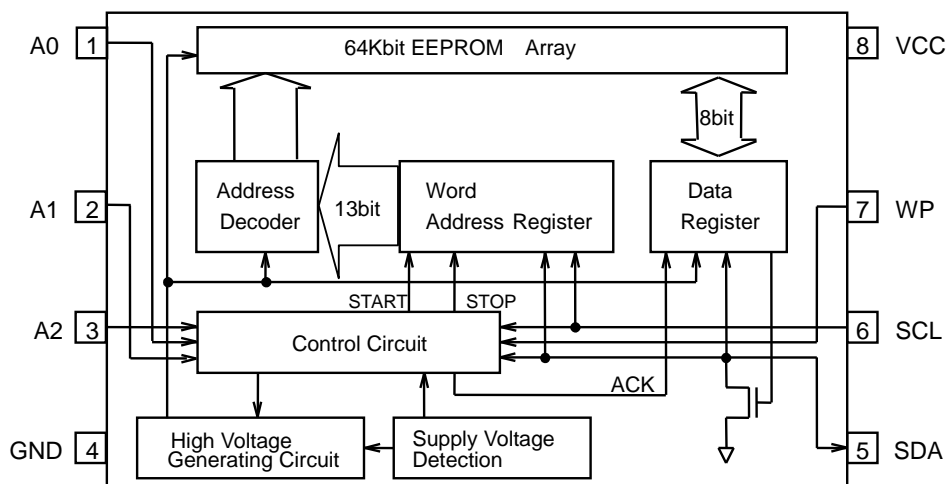 A0 1
64Kbit EEPROM Array
8 VCC
8bit
A1 2
Address
Decoder
13bit
Word
Address Register
Data
Register
7 WP
START
STOP
A2 3
Control Circuit
6 SCL
ACK
GND 4
High Voltage
Generating Circuit
Supply Voltage
Detection
5 SDA